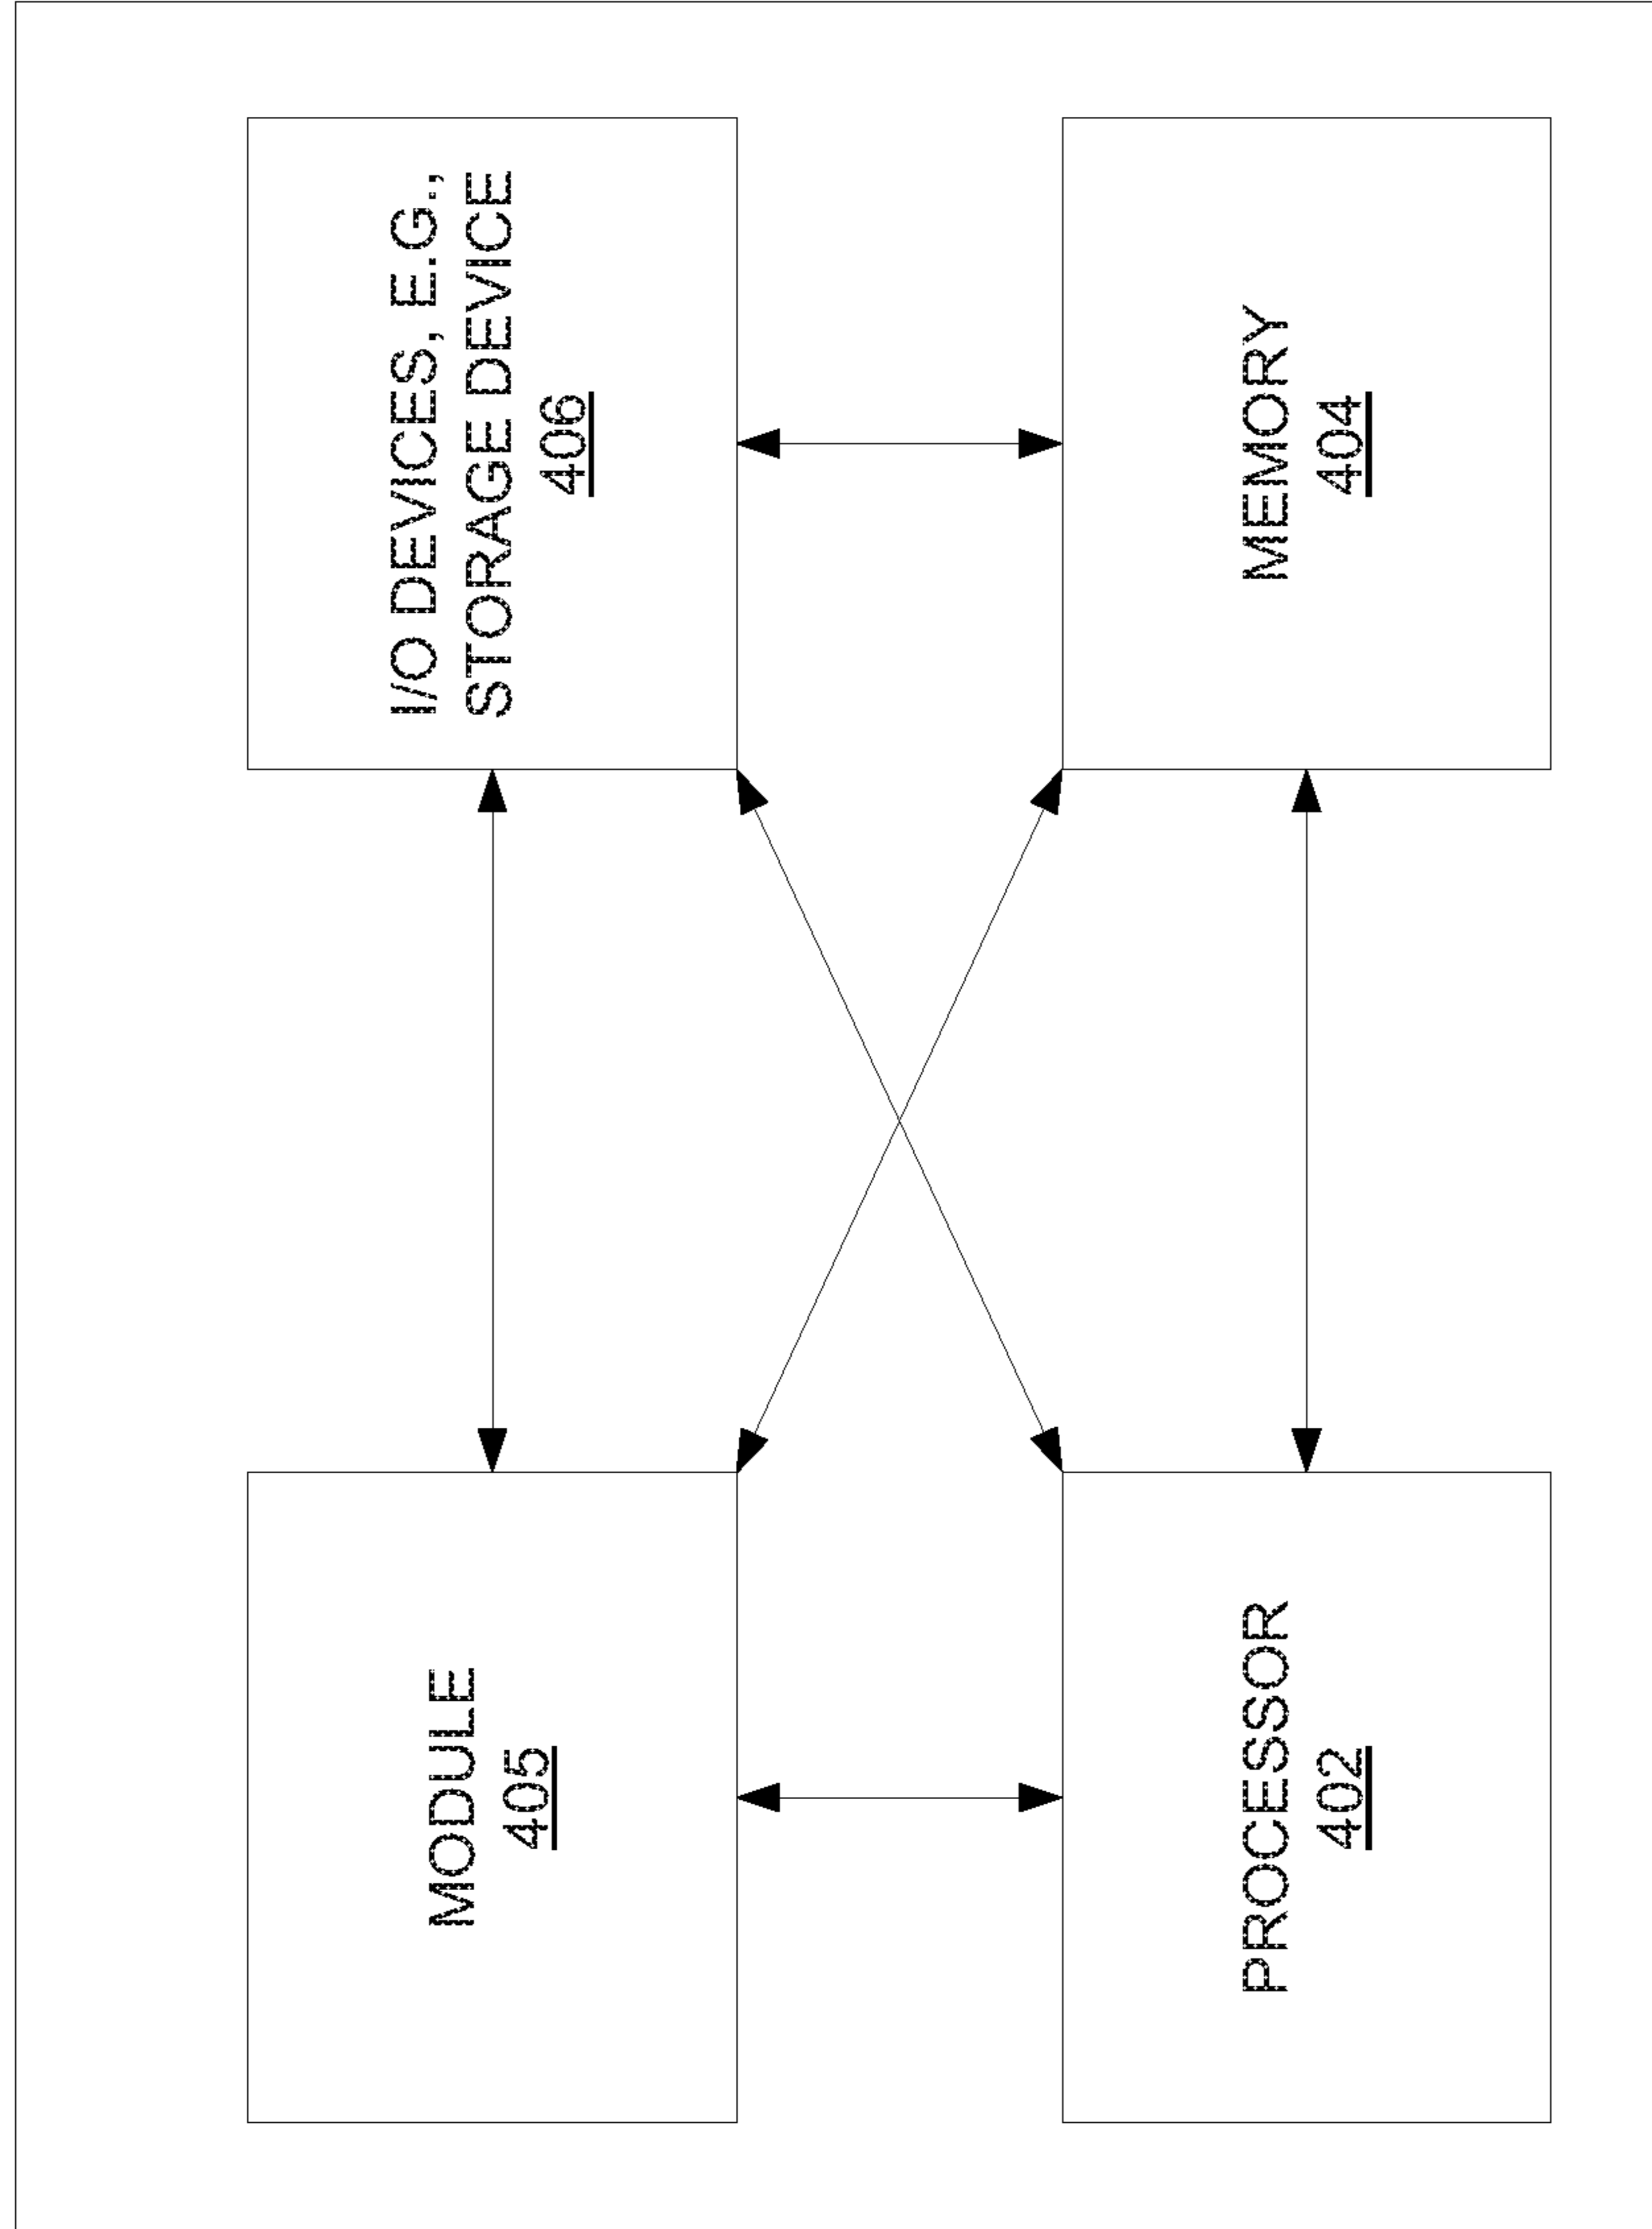 MODULE
405
I/O DEVICES, E.G.,
STORAGE DEVICE
406
PROCESSOR
402
MEMORY
404